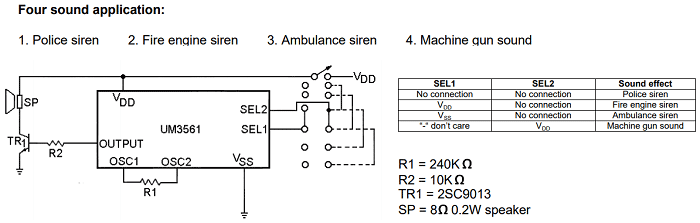 Four sound application:
1. Police siren 2. Fire engine siren 3. Ambulance siren 4. Machine gun sound
VDD
SP
VDD
SEL2
UM3561
SEL1
TR1
OUTPUT
R2
OSC1 OSC2 VSS
R1
SEL1 SEL2 Sound effect
No connection No connection Police siren
VDD No connection Fire engine siren
VSS No connection Ambulance siren
"-" don't care VDD Machine gun sound
R1 = 240KΩ
R2 = 10KΩ
TR1 = 2SC9013
SP = 8Ω 0.2W speaker